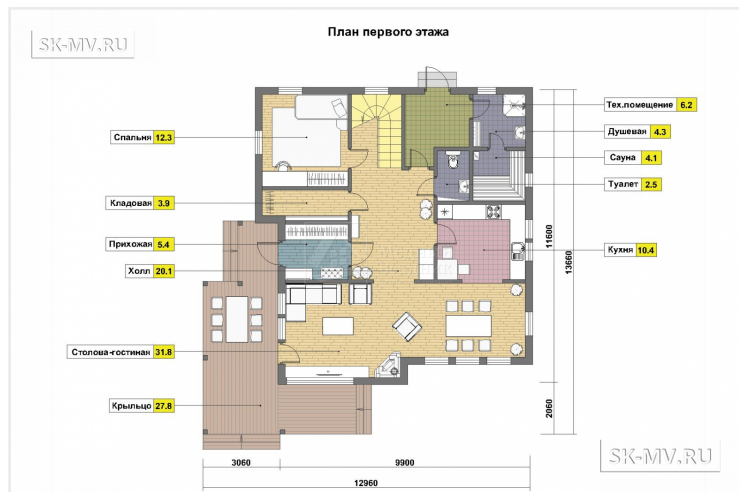 SK-MV.RU
План первого этажа
Спальня 12.3
Кладовая 3.9
Прихожая 5.4
Холл 20.1
Столова-гостиная 31.8
Крыльцо 27.8
Тех.помещение 6.2
Душевая 4.3
Сауна 4.1
Туалет 2.5
Кухня 10.4
11600
13660
2060
3060
9900
12960
SK-MV.RU